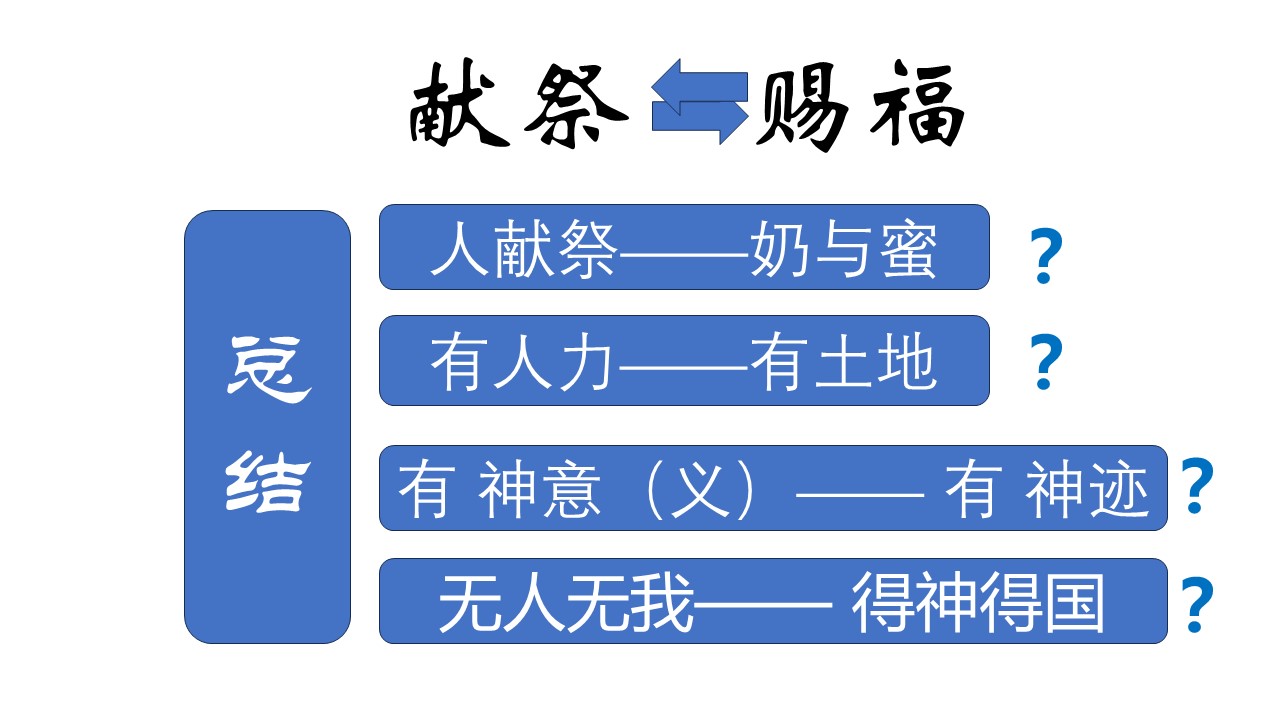 献祭 赐福
总结
人献祭——奶与蜜 ?
有人力——有土地 ?
有 神意（义）—— 有 神迹 ?
无人无我—— 得神得国 ?